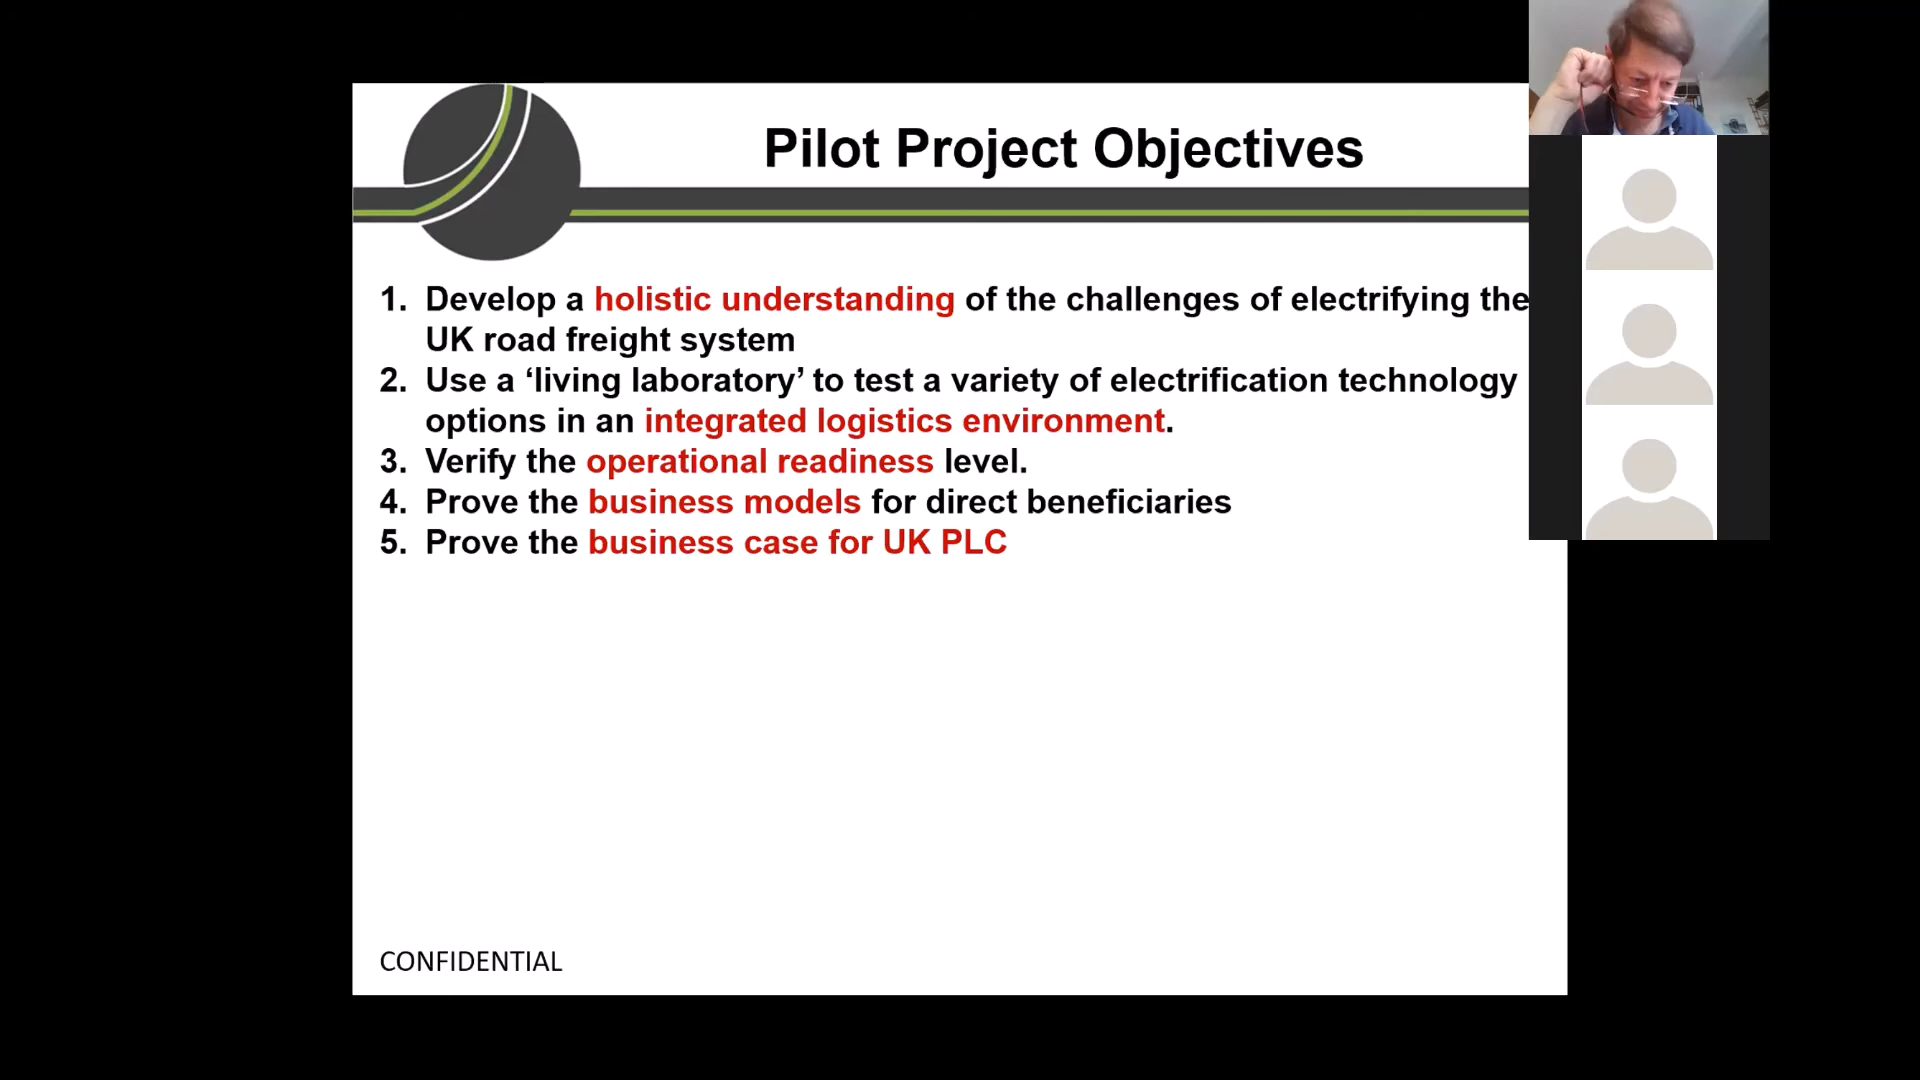 Pilot Project Objectives
1. Develop a holistic understanding of the challenges of electrifying the
UK road freight system
2. Use a ‘living laboratory’ to test a variety of electrification technology
options in an integrated logistics environment.
3. Verify the operational readiness level.
4. Prove the business models for direct beneficiaries
5. Prove the business case for UK PLC
CONFIDENTIAL